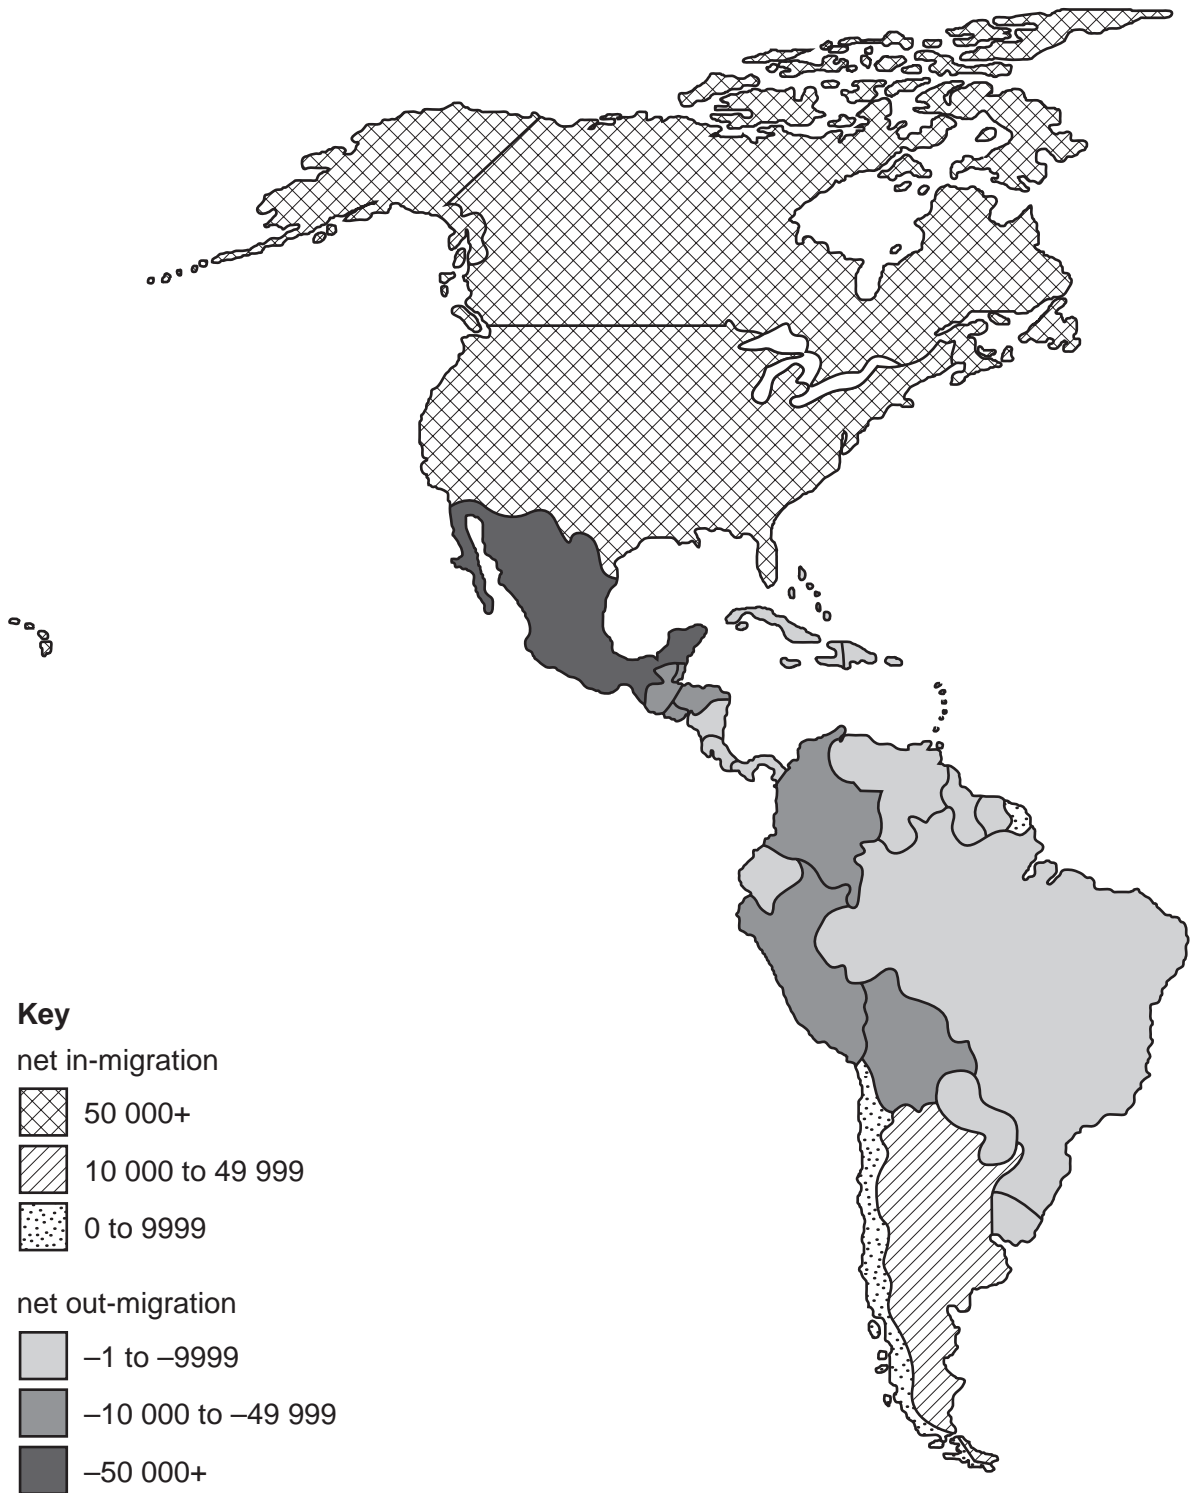 Key
net in-migration
50 000+
10 000 to 49 999
0 to 9999
net out-migration
–1 to –9999
–10 000 to –49 999
–50 000+